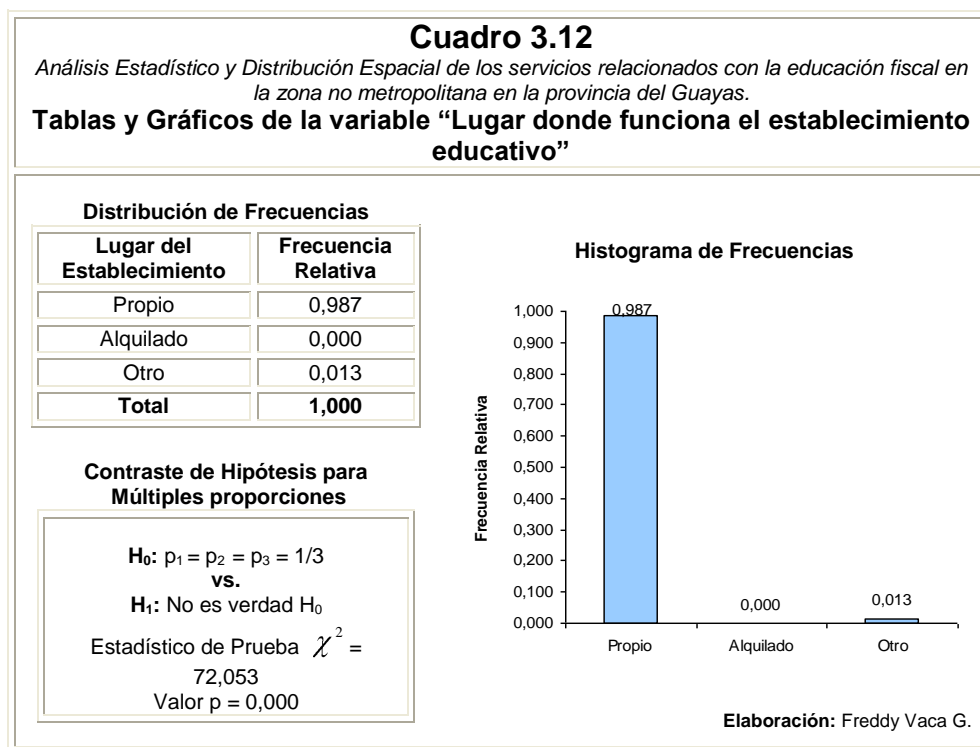 Cuadro 3.12
Análisis Estadístico y Distribución Espacial de los servicios relacionados con la educación fiscal en
la zona no metropolitana en la provincia del Guayas.
Tablas y Gráficos de la variable “Lugar donde funciona el establecimiento
educativo”
Distribución de Frecuencias
Lugar del Establecimiento Frecuencia Relativa
Propio 0,987
Alquilado 0,000
Otro 0,013
Total 1,000
Contraste de Hipótesis para
Múltiples proporciones
H₀: p₁ = p₂ = p₃ = 1/3
vs.
H₁: No es verdad H₀
Estadístico de Prueba χ² =
72,053
Valor p = 0,000
Histograma de Frecuencias
Frecuencia Relativa
1,000
0,900
0,800
0,700
0,600
0,500
0,400
0,300
0,200
0,100
0,000
0,987
0,000
0,013
Propio Alquilado Otro
Elaboración: Freddy Vaca G.